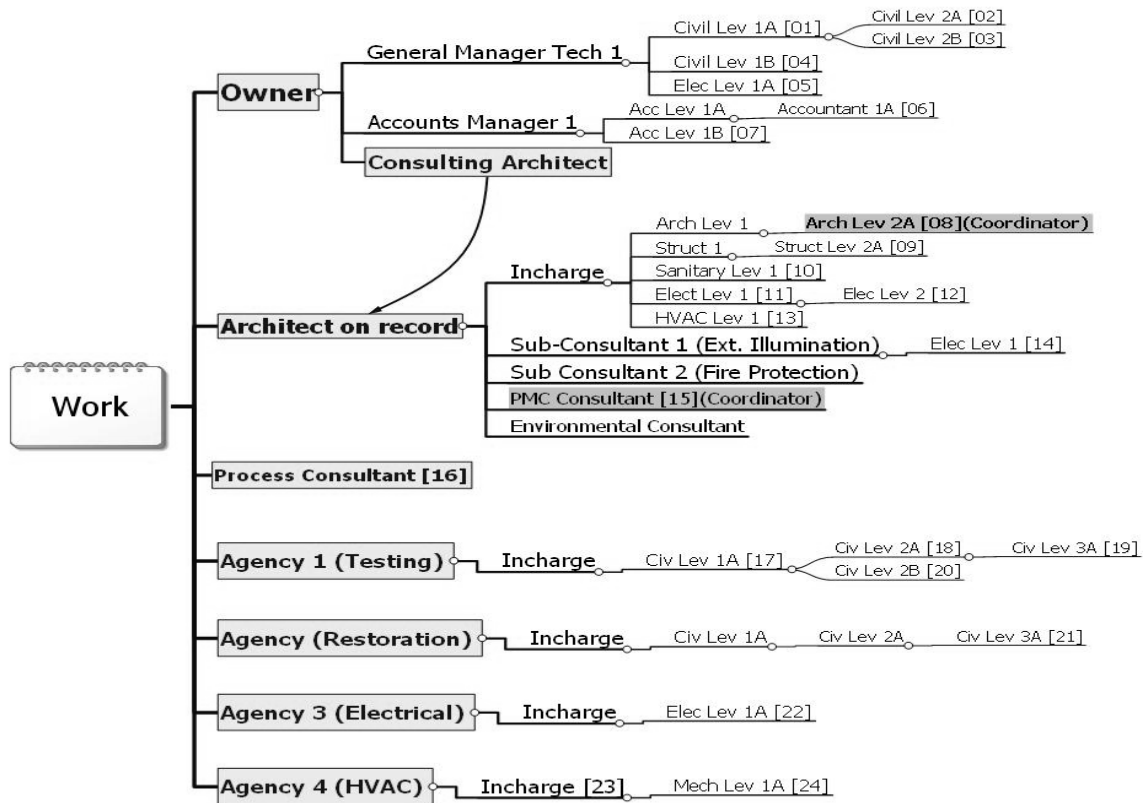 Work
Owner
General Manager Tech 1
Civil Lev 1A [01]
Civil Lev 2A [02]
Civil Lev 2B [03]
Civil Lev 1B [04]
Elec Lev 1A [05]
Accounts Manager 1
Acc Lev 1A
Accountant 1A [06]
Acc Lev 1B [07]
Consulting Architect
Architect on record
Incharge
Arch Lev 1
Arch Lev 2A [08](Coordinator)
Struct 1
Struct Lev 2A [09]
Sanitary Lev 1 [10]
Elect Lev 1 [11]
Elec Lev 2 [12]
HVAC Lev 1 [13]
Sub-Consultant 1 (Ext. Illumination)
Elec Lev 1 [14]
Sub Consultant 2 (Fire Protection)
PMC Consultant [15](Coordinator)
Environmental Consultant
Process Consultant [16]
Agency 1 (Testing)
Incharge
Civ Lev 1A [17]
Civ Lev 2A [18]
Civ Lev 3A [19]
Civ Lev 2B [20]
Agency (Restoration)
Incharge
Civ Lev 1A
Civ Lev 2A
Civ Lev 3A [21]
Agency 3 (Electrical)
Incharge
Elec Lev 1A [22]
Agency 4 (HVAC)
Incharge [23]
Mech Lev 1A [24]